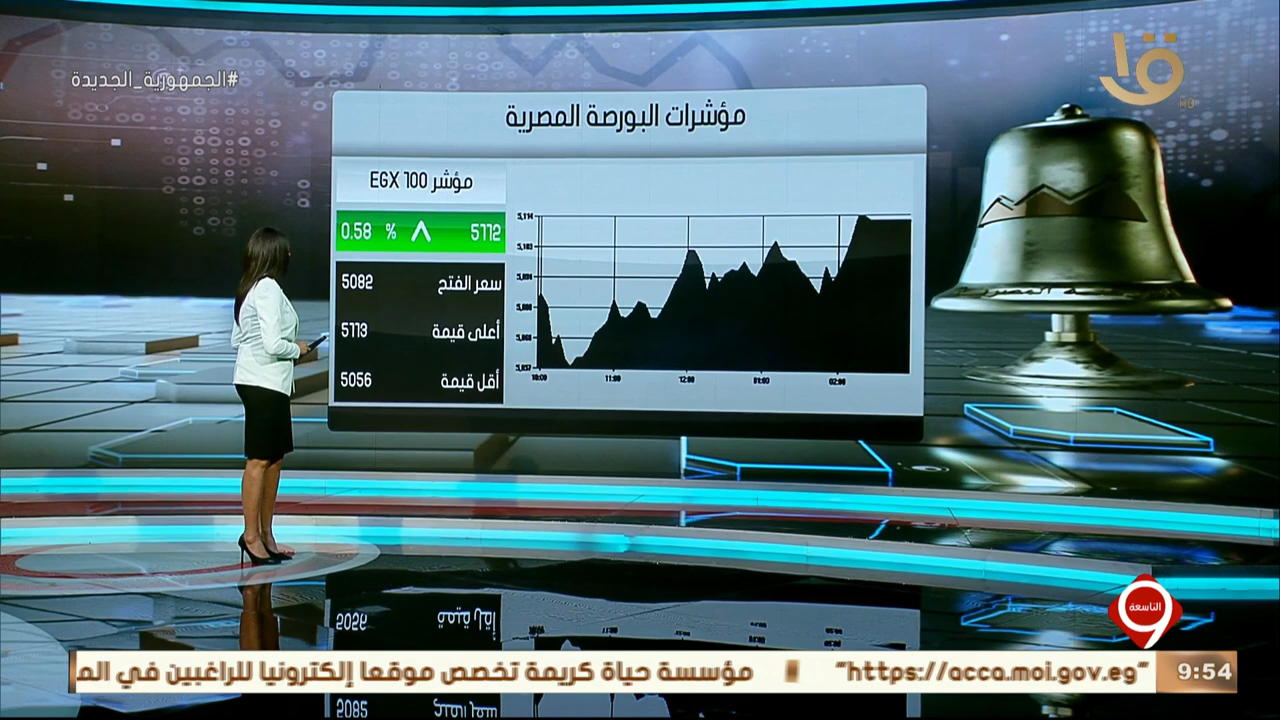 #الجمهورية_الجديدة
مؤشرات البورصة المصرية
مؤشر EGX 100
5112 % 0.58
سعر الفتح 5082
أعلى قيمة 5113
أقل قيمة 5056
10:00 11:00 12:00 01:00 02:00
التاسعة
9
9:54 "https://acca.moi.gov.eg" مؤسسة حياة كريمة تخصص موقعا إلكترونيا للراغبين في الم